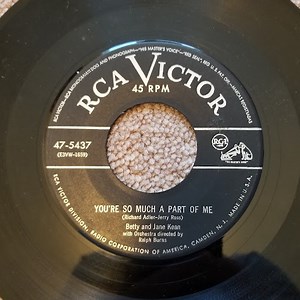 RCA VICTOR
45 RPM
47-5437
(E3VW-1659)
RCA
YOU'RE SO MUCH A PART OF ME
(Richard Adler-Jerry Ross)
Betty and Jane Kean
with Orchestra directed by
Ralph Burns
RCA VICTOR DIVISION, RADIO CORPORATION OF AMERICA, CAMDEN, N. J. MADE IN U.S.A.